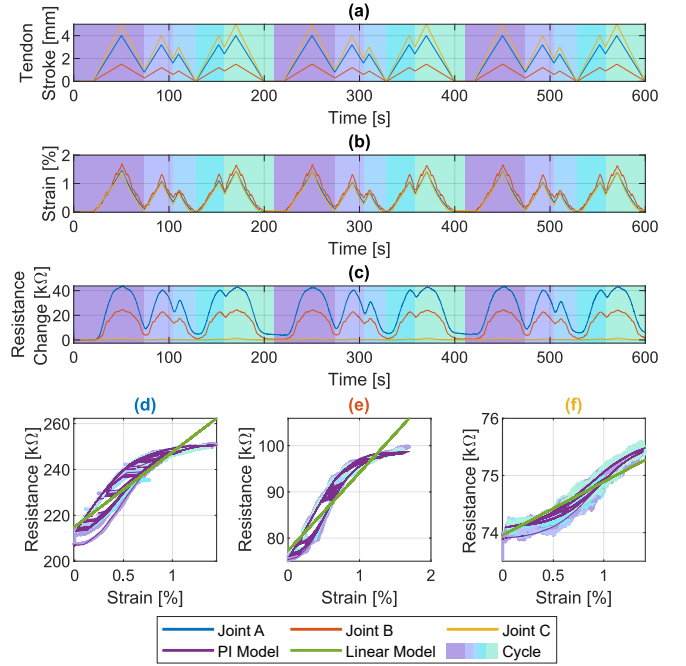 (a)
Tendon
Stroke [mm]
4
2
0
0 100 200 300 400 500 600
Time [s]
(b)
Strain [%]
2
1
0
0 100 200 300 400 500 600
Time [s]
(c)
Resistance
Change [kΩ]
40
20
0
0 100 200 300 400 500 600
Time [s]
(d) (e) (f)
Resistance [kΩ]
260
240
220
200
0 0.5 1
Strain [%]
Resistance [kΩ]
100
90
80
0 1 2
Strain [%]
Resistance [kΩ]
76
75
74
0 0.5 1
Strain [%]
Joint A Joint B Joint C
PI Model Linear Model Cycle